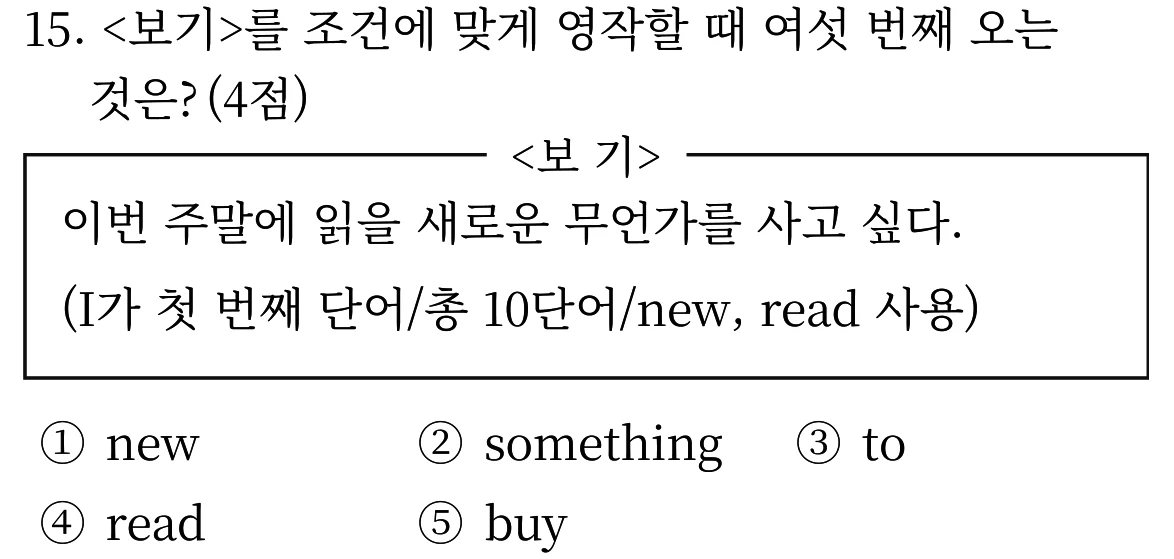 15. <보기>를 조건에 맞게 영작할 때 여섯 번째 오는
것은? (4점)
<보 기>
이번 주말에 읽을 새로운 무언가를 사고 싶다.
(I가 첫 번째 단어/총 10단어/new, read 사용)
① new ② something ③ to
④ read ⑤ buy